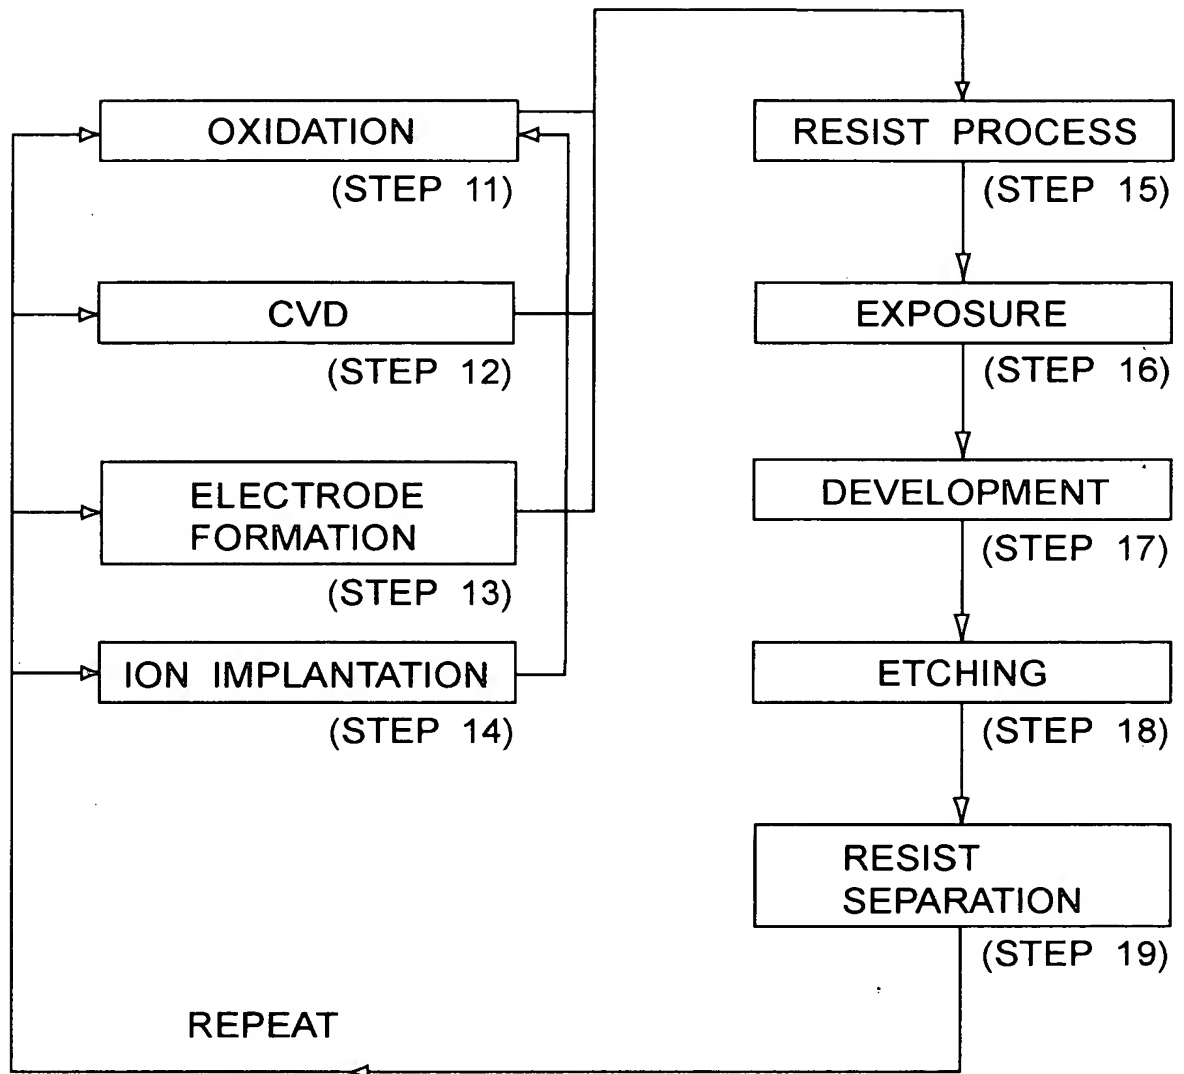 OXIDATION
(STEP 11)
CVD
(STEP 12)
ELECTRODE
FORMATION
(STEP 13)
ION IMPLANTATION
(STEP 14)
RESIST PROCESS
(STEP 15)
EXPOSURE
(STEP 16)
DEVELOPMENT
(STEP 17)
ETCHING
(STEP 18)
RESIST
SEPARATION
(STEP 19)
REPEAT